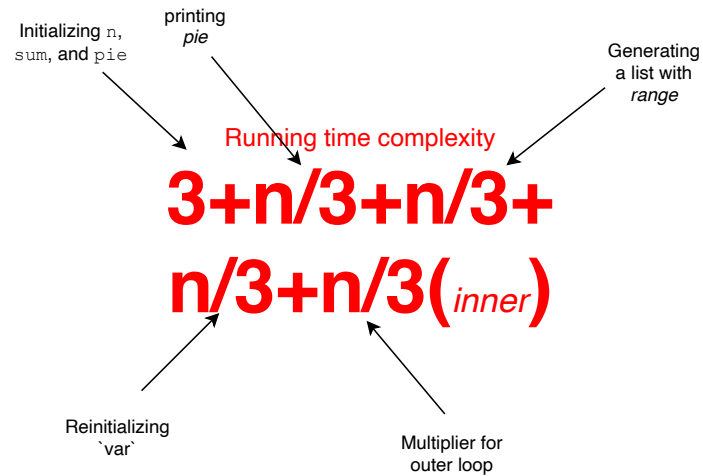 printing
pie
Initializing n,
sum, and pie
Generating
a list with
range
Running time complexity
3+n/3+n/3+
n/3+n/3(inner)
Reinitializing
`var`
Multiplier for
outer loop